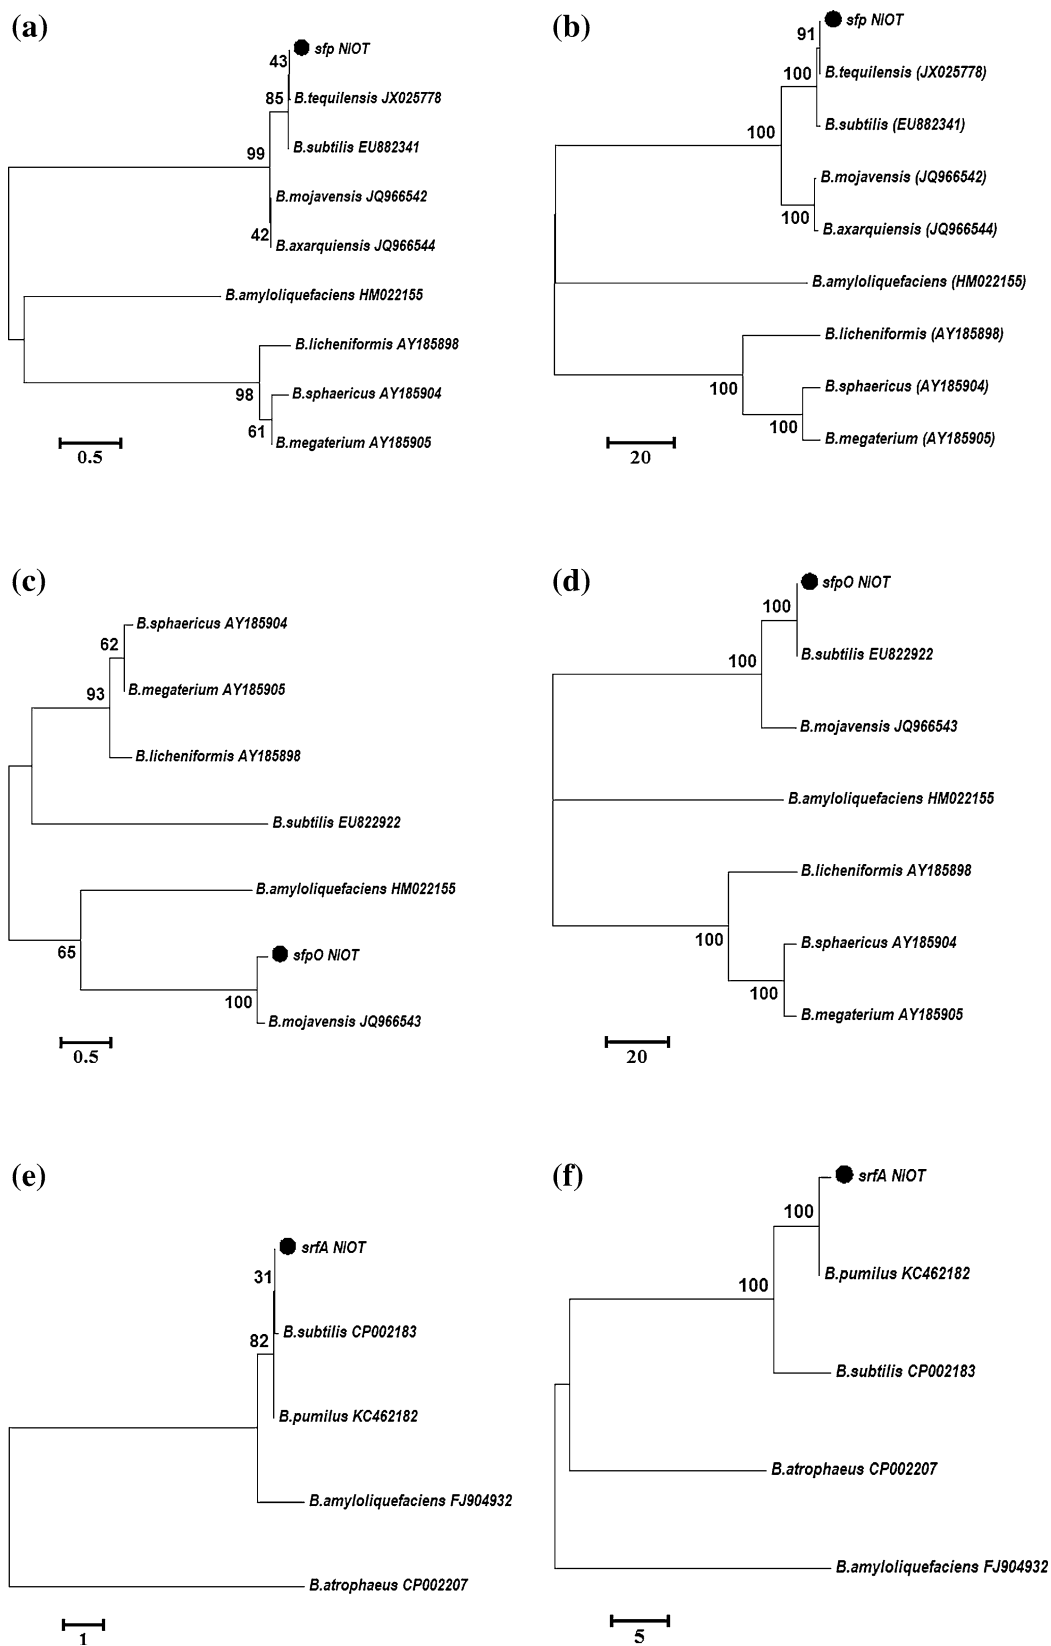 (a)
sfp NIOT
43
85
B.tequilensis JX025778
B.subtilis EU882341
99
B.mojavensis JQ966542
42
B.axarquiensis JQ966544
B.amyloliquefaciens HM022155
B.licheniformis AY185898
98
B.sphaericus AY185904
61
B.megaterium AY185905
0.5
(b)
sfp NIOT
91
100
B.tequilensis (JX025778)
B.subtilis (EU882341)
100
B.mojavensis (JQ966542)
100
B.axarquiensis (JQ966544)
B.amyloliquefaciens (HM022155)
B.licheniformis (AY185898)
100
B.sphaericus (AY185904)
100
B.megaterium (AY185905)
20
(c)
B.sphaericus AY185904
62
93
B.megaterium AY185905
B.licheniformis AY185898
B.subtilis EU822922
B.amyloliquefaciens HM022155
65
sfpO NIOT
100
B.mojavensis JQ966543
0.5
(d)
sfpO NIOT
100
100
B.subtilis EU822922
B.mojavensis JQ966543
B.amyloliquefaciens HM022155
B.licheniformis AY185898
100
B.sphaericus AY185904
100
B.megaterium AY185905
20
(e)
srfA NIOT
31
82
B.subtilis CP002183
B.pumilus KC462182
B.amyloliquefaciens FJ904932
B.atrophaeus CP002207
1
(f)
srfA NIOT
100
B.pumilus KC462182
100
B.subtilis CP002183
B.atrophaeus CP002207
B.amyloliquefaciens FJ904932
5